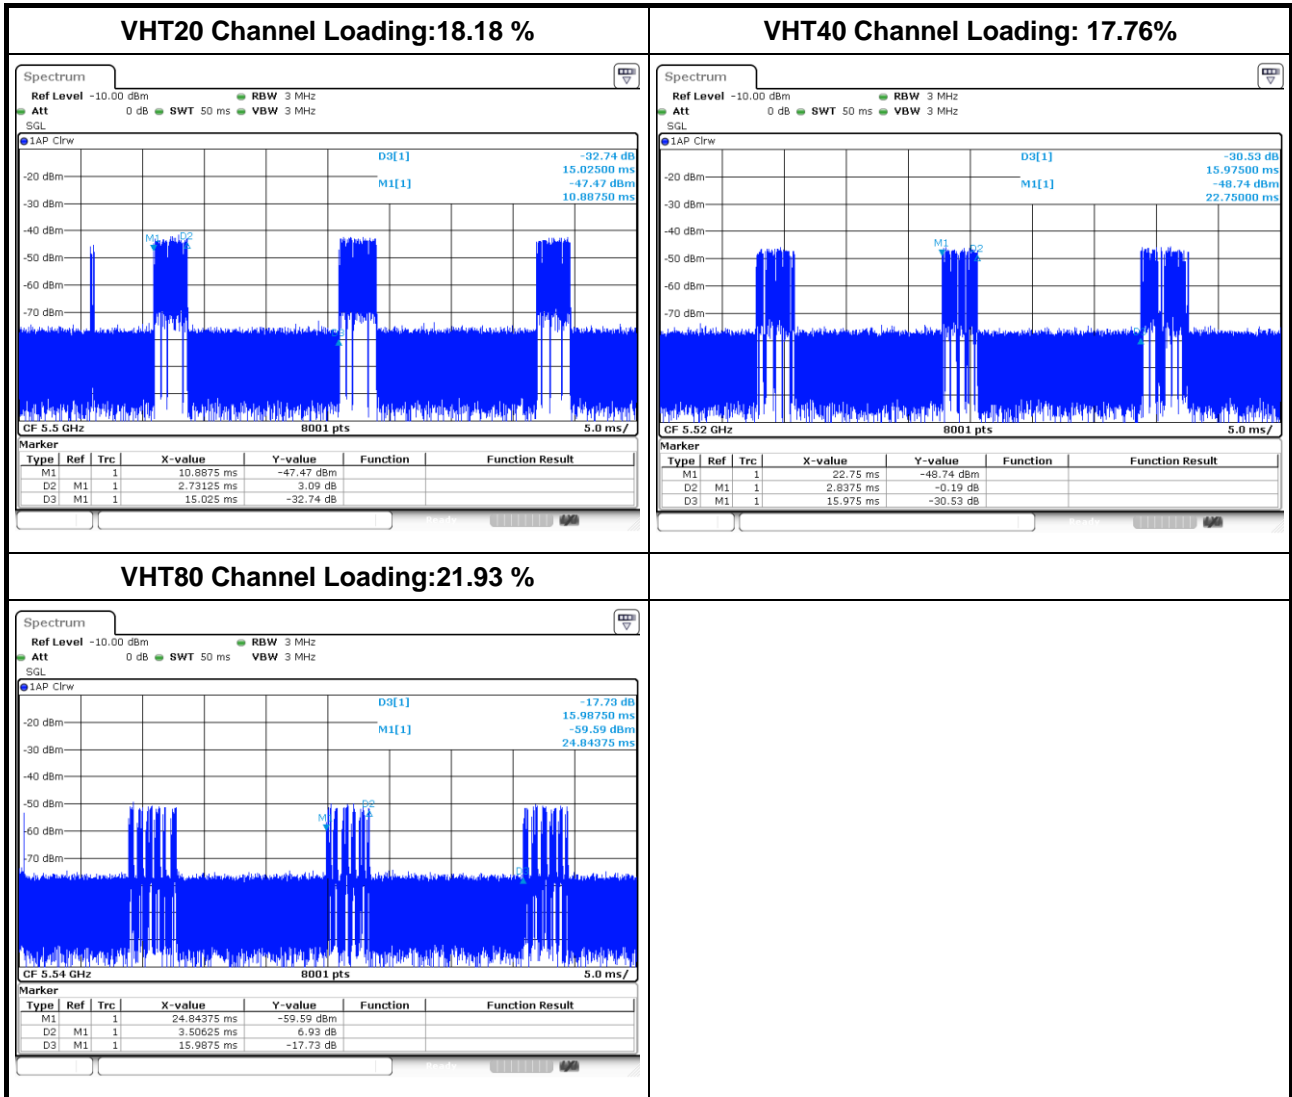 VHT20 Channel Loading:18.18 %
VHT40 Channel Loading: 17.76%
Spectrum
Ref Level -10.00 dBm RBW 3 MHz
Att 0 dB SWT 50 ms VBW 3 MHz
SGL
1AP Clrw
D3[1] -32.74 dB
15.02500 ms
M1[1] -47.47 dBm
10.88750 ms
-20 dBm
-30 dBm
-40 dBm
-50 dBm
-60 dBm
-70 dBm
M1 D2
CF 5.5 GHz 8001 pts 5.0 ms/
Marker
Type Ref Trc X-value Y-value Function Function Result
M1 1 10.8875 ms -47.47 dBm
D2 M1 1 2.73125 ms 3.09 dB
D3 M1 1 15.025 ms -32.74 dB
Spectrum
Ref Level -10.00 dBm RBW 3 MHz
Att 0 dB SWT 50 ms VBW 3 MHz
SGL
1AP Clrw
D3[1] -30.53 dB
15.97500 ms
M1[1] -48.74 dBm
22.75000 ms
-20 dBm
-30 dBm
-40 dBm
-50 dBm
-60 dBm
-70 dBm
M1 D2
CF 5.52 GHz 8001 pts 5.0 ms/
Marker
Type Ref Trc X-value Y-value Function Function Result
M1 1 22.75 ms -48.74 dBm
D2 M1 1 2.8375 ms -0.19 dB
D3 M1 1 15.975 ms -30.53 dB
VHT80 Channel Loading:21.93 %
Spectrum
Ref Level -10.00 dBm RBW 3 MHz
Att 0 dB SWT 50 ms VBW 3 MHz
SGL
1AP Clrw
D3[1] -17.73 dB
15.98750 ms
M1[1] -59.59 dBm
24.84375 ms
-20 dBm
-30 dBm
-40 dBm
-50 dBm
-60 dBm
-70 dBm
D2
CF 5.54 GHz 8001 pts 5.0 ms/
Marker
Type Ref Trc X-value Y-value Function Function Result
M1 1 24.84375 ms -59.59 dBm
D2 M1 1 3.50625 ms 6.93 dB
D3 M1 1 15.9875 ms -17.73 dB